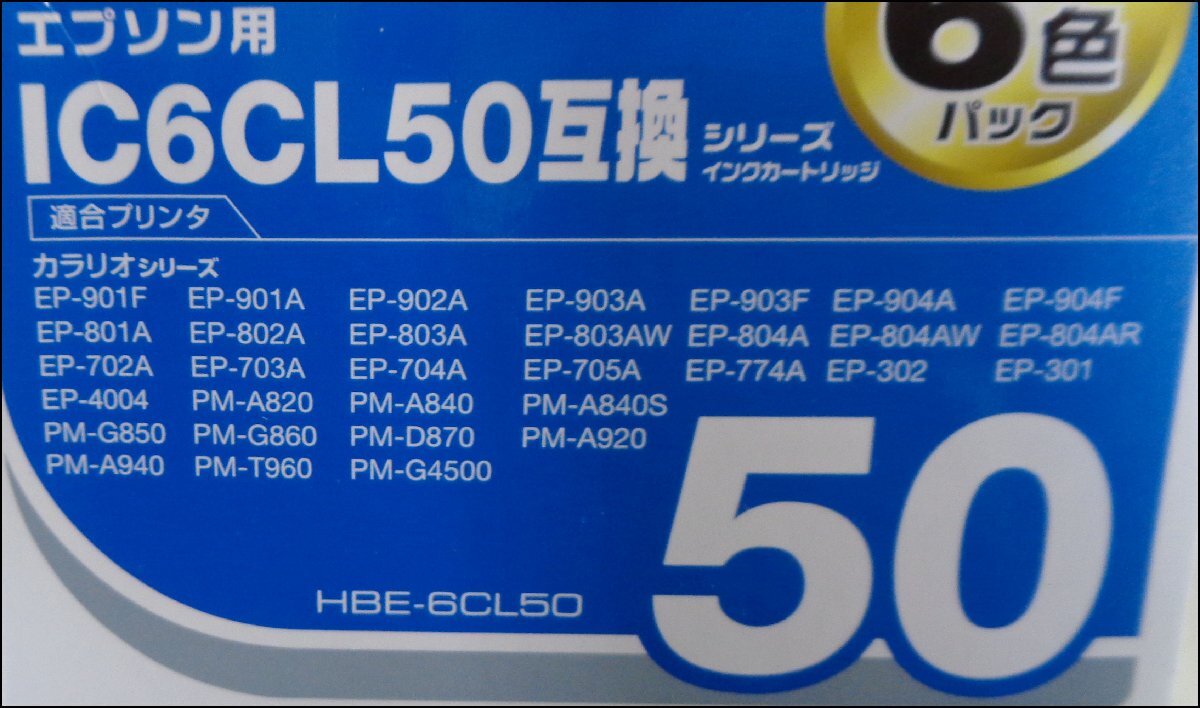 エプソン用
IC6CL50互換シリーズ
インクカートリッジ
6色
パック
適合プリンタ
カラリオシリーズ
EP-901F EP-901A EP-902A EP-903A EP-903F EP-904A EP-904F
EP-801A EP-802A EP-803A EP-803AW EP-804A EP-804AW EP-804AR
EP-702A EP-703A EP-704A EP-705A EP-774A EP-302 EP-301
EP-4004 PM-A820 PM-A840 PM-A840S
PM-G850 PM-G860 PM-D870 PM-A920
PM-A940 PM-T960 PM-G4500
50
HBE-6CL50